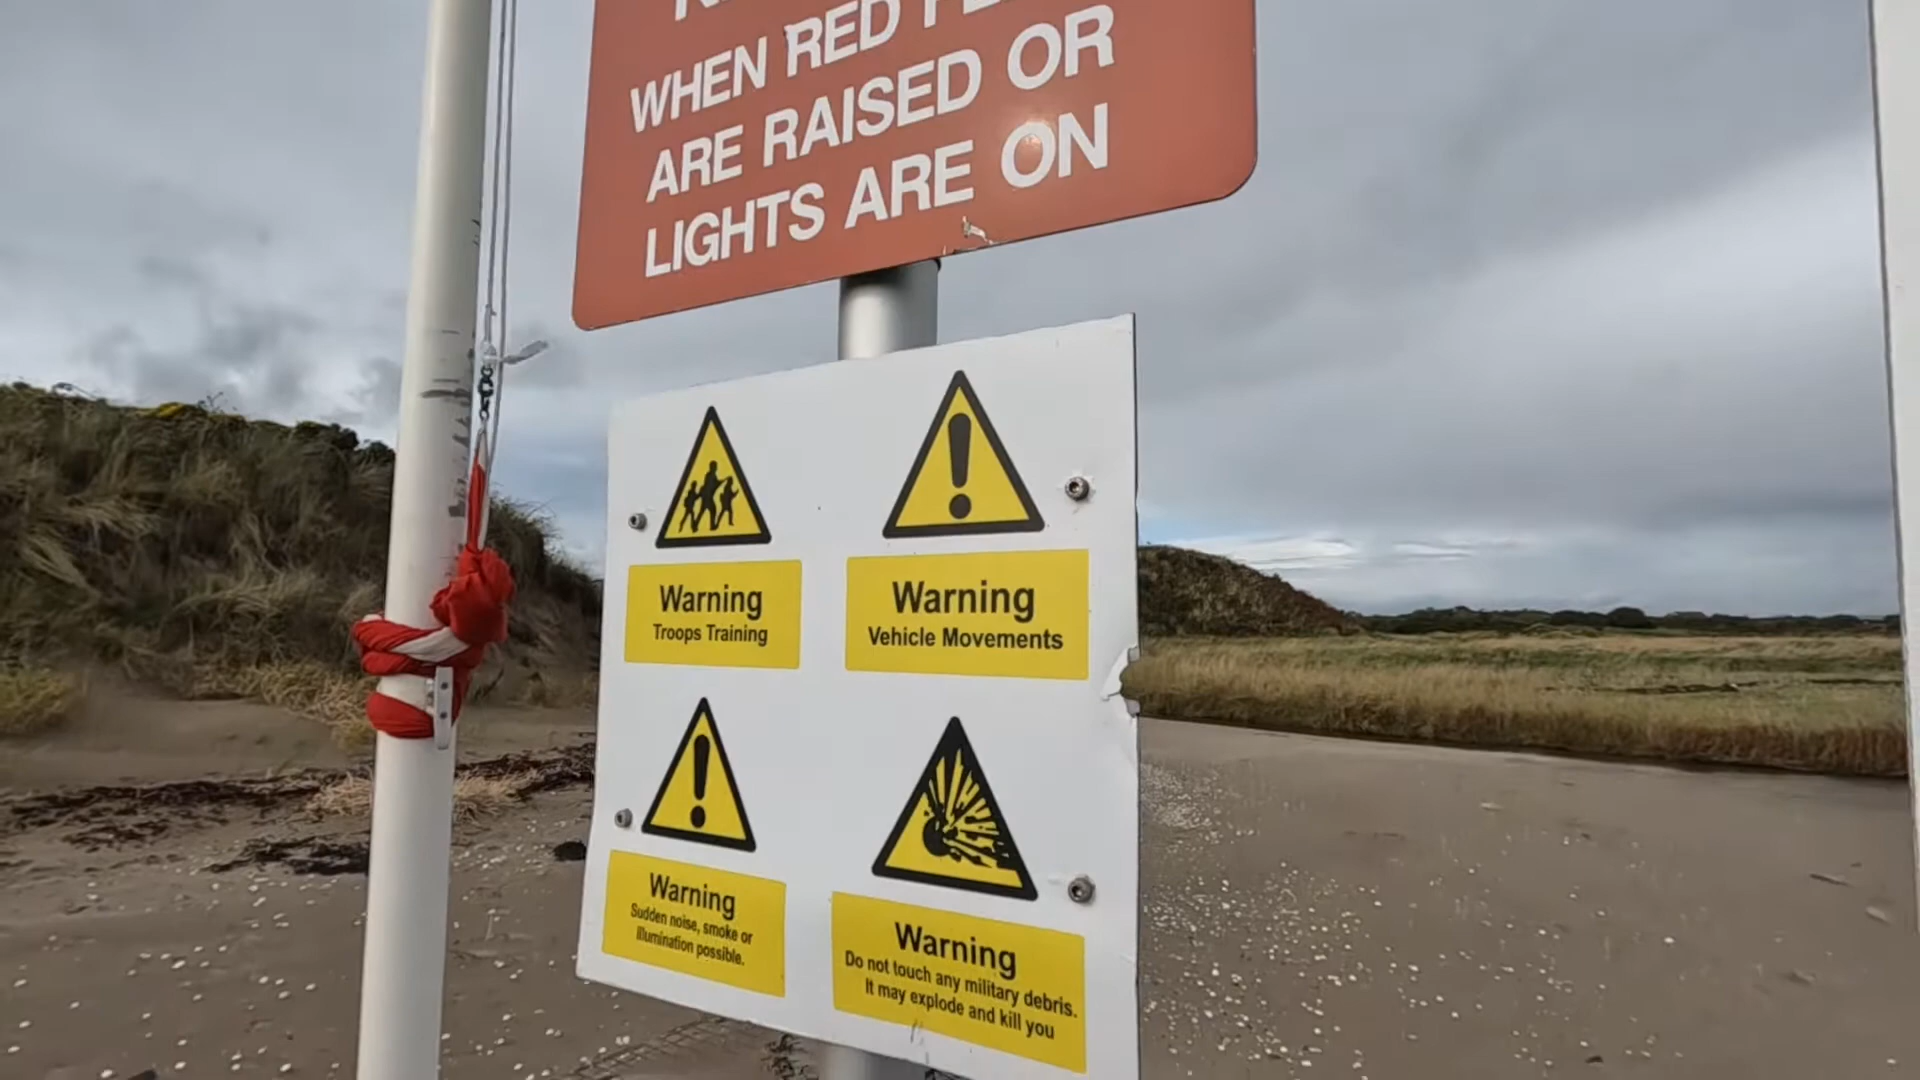 WHEN RED
ARE RAISED OR
LIGHTS ARE ON
Warning
Troops Training
Warning
Vehicle Movements
Warning
Sudden noise, smoke or
illumination possible.
Warning
Do not touch any military debris.
It may explode and kill you